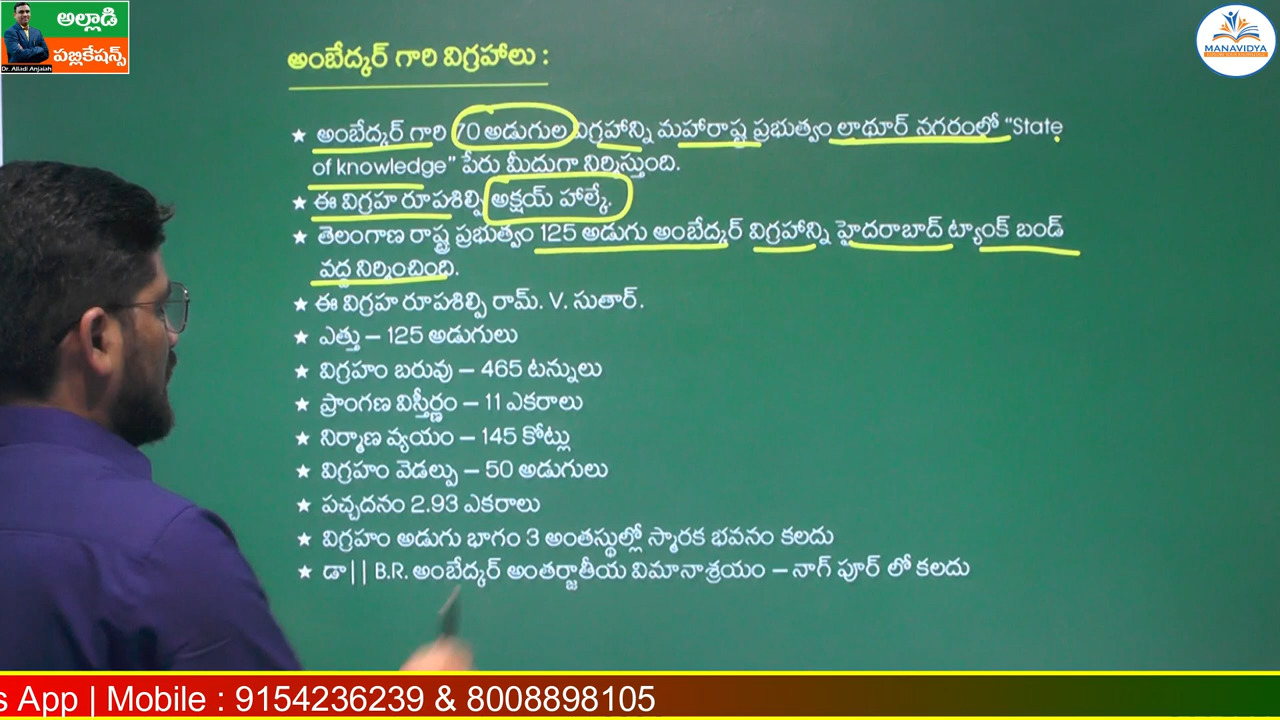 అల్లాడి
పబ్లికేషన్స్
Dr. Alladi Anjaiah
MANAVIDYA
అంబేద్కర్ గారి విగ్రహాలు :
★ అంబేద్కర్ గారి 70 అడుగుల విగ్రహాన్ని మహారాష్ట్ర ప్రభుత్వం లాథూర్ నగరంలో "State
of knowledge" పేరు మీదుగా నిర్మిస్తుంది.
★ ఈ విగ్రహ రూపశిల్పి అక్షయ్ హాల్కే.
★ తెలంగాణ రాష్ట్ర ప్రభుత్వం 125 అడుగు అంబేద్కర్ విగ్రహాన్ని హైదరాబాద్ ట్యాంక్ బండ్
వద్ద నిర్మించింది.
★ ఈ విగ్రహ రూపశిల్పి రామ్. V. సుతార్.
★ ఎత్తు – 125 అడుగులు
★ విగ్రహం బరువు – 465 టన్నులు
★ ప్రాంగణ విస్తీర్ణం – 11 ఎకరాలు
★ నిర్మాణ వ్యయం – 145 కోట్లు
★ విగ్రహం వెడల్పు – 50 అడుగులు
★ పచ్చదనం 2.93 ఎకరాలు
★ విగ్రహం అడుగు భాగం 3 అంతస్థుల్లో స్మారక భవనం కలదు
★ డా|| B.R. అంబేద్కర్ అంతర్జాతీయ విమానాశ్రయం – నాగ్ పూర్ లో కలదు
s App | Mobile : 9154236239 & 8008898105